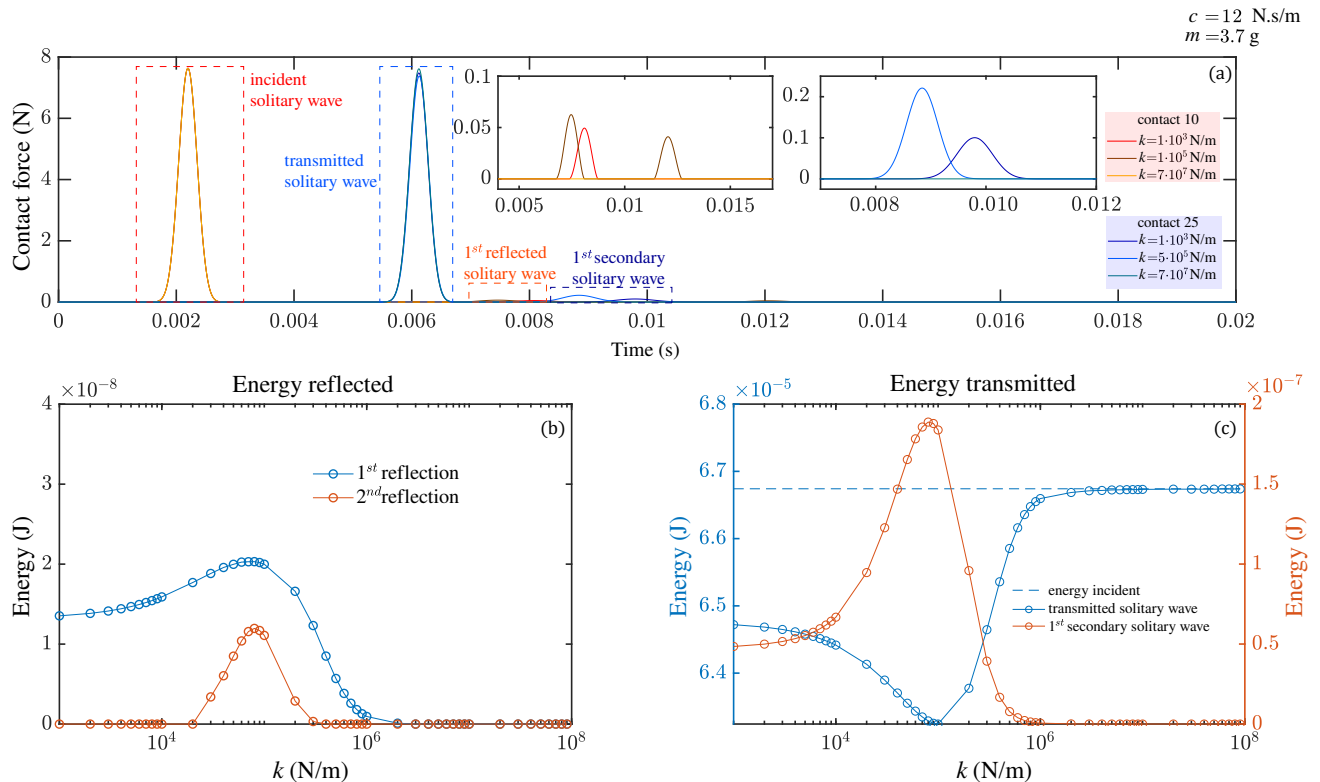 c = 12 N.s/m
m = 3.7 g
(a)
Contact force (N)
8
6
4
2
0
incident
solitary wave
transmitted
solitary wave
1st reflected
solitary wave
1st secondary
solitary wave
0.1
0.05
0
0.005 0.01 0.015
0.2
0.1
0
0.008 0.010 0.012
contact 10
k=1·10³ N/m
k=1·10⁵ N/m
k=7·10⁷ N/m
contact 25
k=1·10³ N/m
k=5·10⁵ N/m
k=7·10⁷ N/m
0 0.002 0.004 0.006 0.008 0.01 0.012 0.014 0.016 0.018 0.02
Time (s)
×10⁻⁸
Energy reflected
(b)
4
3
2
1
0
Energy (J)
1st reflection
2nd reflection
10⁴ 10⁶ 10⁸
k (N/m)
×10⁻⁵
Energy transmitted
×10⁻⁷
(c)
6.8
6.7
6.6
6.5
6.4
Energy (J)
2
1.5
1
0.5
0
Energy (J)
energy incident
transmitted solitary wave
1st secondary solitary wave
10⁴ 10⁶ 10⁸
k (N/m)